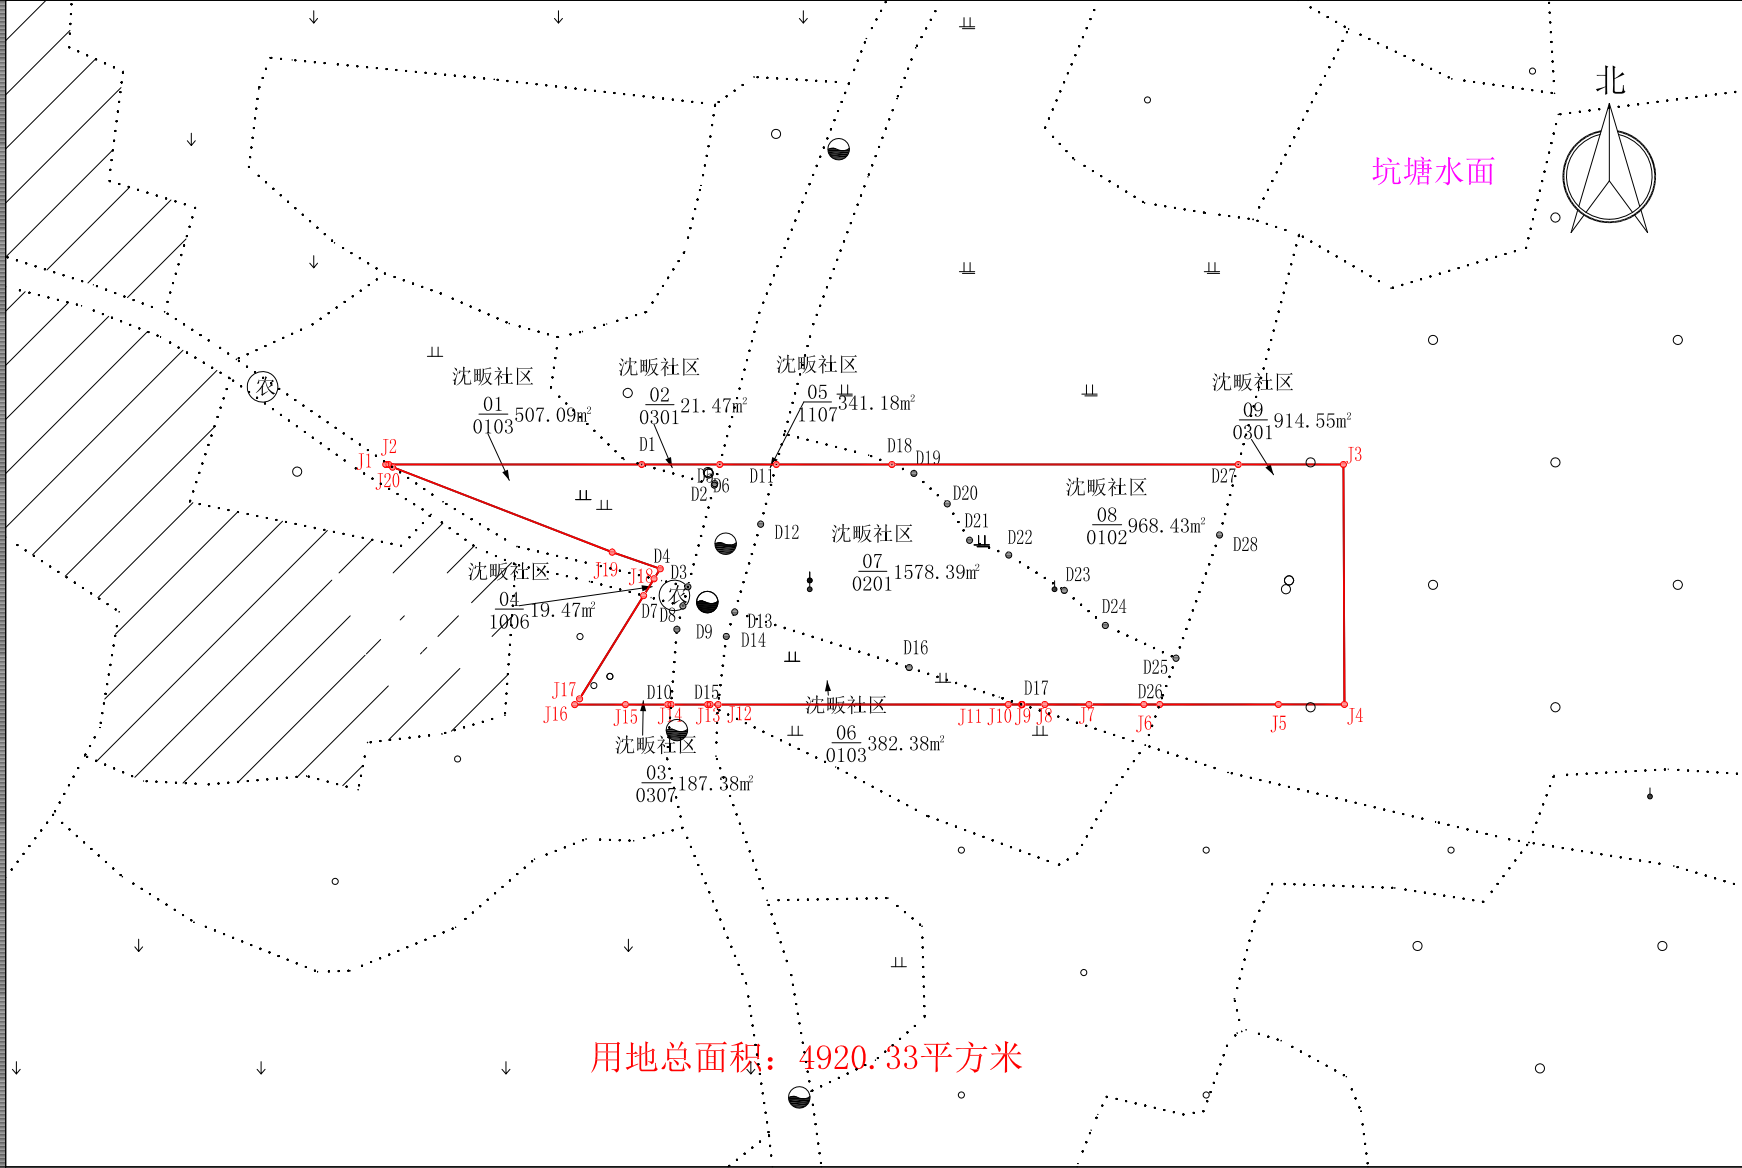 北
坑塘水面
农
沈畈社区
01
0103
507.09㎡
沈畈社区
02
0301
21.47㎡
沈畈社区
05
1107
341.18㎡
沈畈社区
09
0301
914.55㎡
J1
J2
J20
D1
D18
D19
D11
D27
J3
D5
D6
D2
D20
D21
D12
D22
D28
沈畈社区
08
0102
968.43㎡
沈畈社区
07
0201
1578.39㎡
J19
D4
J18
D3
农
D23
沈畈社区
04
1006
19.47㎡
D7
D8
D9
D13
D14
D24
D16
D25
J17
J16
J15
D10
J14
D15
J13
J12
J11
J10
D17
J9
J8
J7
D26
J6
J5
J4
沈畈社区
06
0103
382.38㎡
沈畈社区
03
0307
187.38㎡
用地总面积：4920.33平方米